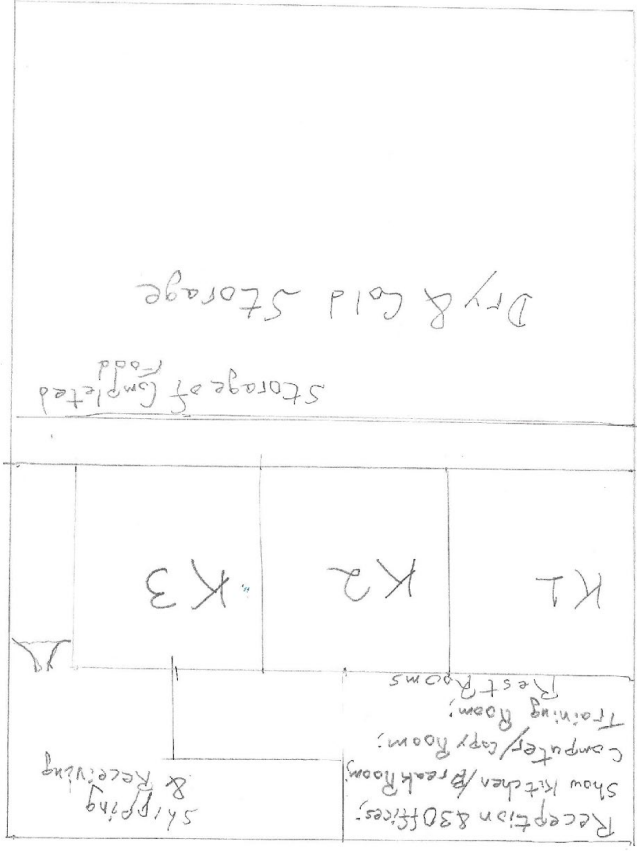 Reception & 3 Offices;
Show Kitchen/Break Room;
Computer/Copy Room;
Training Room;
Rest Rooms
Shipping
&
Receiving
K1
K2
K3
Storage of Completed
Food
Dry & Cold Storage